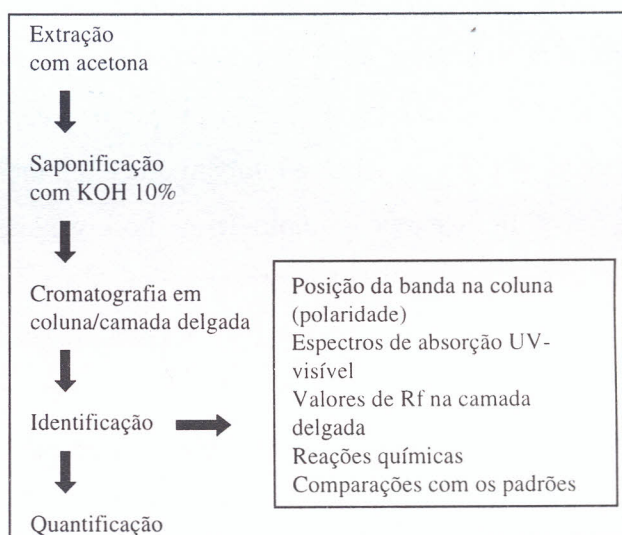 Extração
com acetona
Saponificação
com KOH 10%
Cromatografia em
coluna/camada delgada
Identificação
Quantificação
Posição da banda na coluna
(polaridade)
Espectros de absorção UV-
visível
Valores de Rf na camada
delgada
Reações químicas
Comparações com os padrões